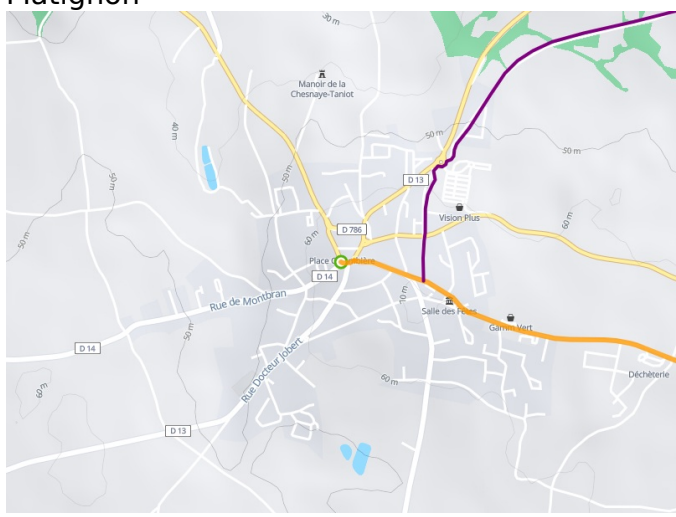 Matignon
30 m
Manoir de la
Chesnaye-Taniot
40 m
50 m
50 m
50 m
50 m
D 13
Vision Plus
60 m
60 m
50 m
D 786
Place
D 14
Rue de Montbran
Salle des Fêtes
Gamm Vert
50 m
D 14
Rue Docteur Jobert
60 m
60 m
Déchèterie
D 13